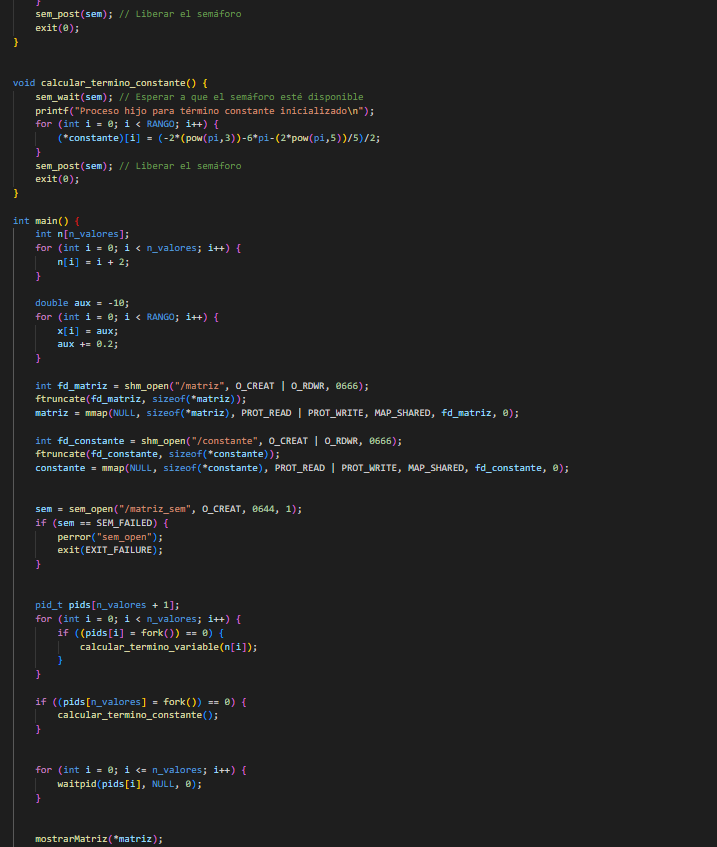 }
sem_post(sem); // Liberar el semáforo
exit(0);
}
void calcular_termino_constante() {
sem_wait(sem); // Esperar a que el semáforo esté disponible
printf("Proceso hijo para término constante inicializado\n");
for (int i = 0; i < RANGO; i++) {
(*constante)[i] = (-2*(pow(pi,3))-6*pi-(2*pow(pi,5))/5)/2;
}
sem_post(sem); // Liberar el semáforo
exit(0);
}
int main() {
int n[n_valores];
for (int i = 0; i < n_valores; i++) {
n[i] = i + 2;
}
double aux = -10;
for (int i = 0; i < RANGO; i++) {
x[i] = aux;
aux += 0.2;
}
int fd_matriz = shm_open("/matriz", O_CREAT | O_RDWR, 0666);
ftruncate(fd_matriz, sizeof(*matriz));
matriz = mmap(NULL, sizeof(*matriz), PROT_READ | PROT_WRITE, MAP_SHARED, fd_matriz, 0);
int fd_constante = shm_open("/constante", O_CREAT | O_RDWR, 0666);
ftruncate(fd_constante, sizeof(*constante));
constante = mmap(NULL, sizeof(*constante), PROT_READ | PROT_WRITE, MAP_SHARED, fd_constante, 0);
sem = sem_open("/matriz_sem", O_CREAT, 0644, 1);
if (sem == SEM_FAILED) {
perror("sem_open");
exit(EXIT_FAILURE);
}
pid_t pids[n_valores + 1];
for (int i = 0; i < n_valores; i++) {
if ((pids[i] = fork()) == 0) {
calcular_termino_variable(n[i]);
}
}
if ((pids[n_valores] = fork()) == 0) {
calcular_termino_constante();
}
for (int i = 0; i <= n_valores; i++) {
waitpid(pids[i], NULL, 0);
}
mostrarMatriz(*matriz);